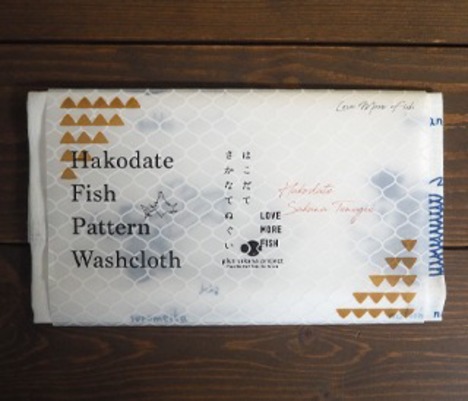 Love More Fish
Hakodate
Fish
Pattern
Washcloth
はこだて
さかなてぬぐい
Hakodate
Sakana Tenugui
LOVE
MORE
FISH